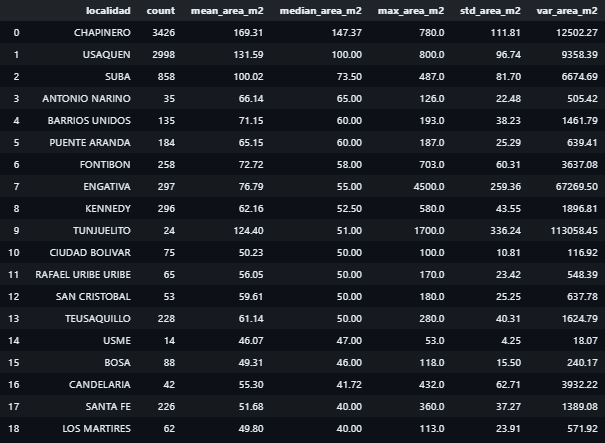 localidad count mean_area_m2 median_area_m2 max_area_m2 std_area_m2 var_area_m2
0 CHAPINERO 3426 169.31 147.37 780.0 111.81 12502.27
1 USAQUEN 2998 131.59 100.00 800.0 96.74 9358.39
2 SUBA 858 100.02 73.50 487.0 81.70 6674.69
3 ANTONIO NARINO 35 66.14 65.00 126.0 22.48 505.42
4 BARRIOS UNIDOS 135 71.15 60.00 193.0 38.23 1461.79
5 PUENTE ARANDA 184 65.15 60.00 187.0 25.29 639.41
6 FONTIBON 258 72.72 58.00 703.0 60.31 3637.08
7 ENGATIVA 297 76.79 55.00 4500.0 259.36 67269.50
8 KENNEDY 296 62.16 52.50 580.0 43.55 1896.81
9 TUNJUELITO 24 124.40 51.00 1700.0 336.24 113058.45
10 CIUDAD BOLIVAR 75 50.23 50.00 100.0 10.81 116.92
11 RAFAEL URIBE URIBE 65 56.05 50.00 170.0 23.42 548.39
12 SAN CRISTOBAL 53 59.61 50.00 180.0 25.25 637.78
13 TEUSAQUILLO 228 61.14 50.00 280.0 40.31 1624.79
14 USME 14 46.07 47.00 53.0 4.25 18.07
15 BOSA 88 49.31 46.00 118.0 15.50 240.17
16 CANDELARIA 42 55.30 41.72 432.0 62.71 3932.22
17 SANTA FE 226 51.68 40.00 360.0 37.27 1389.08
18 LOS MARTIRES 62 49.80 40.00 113.0 23.91 571.92